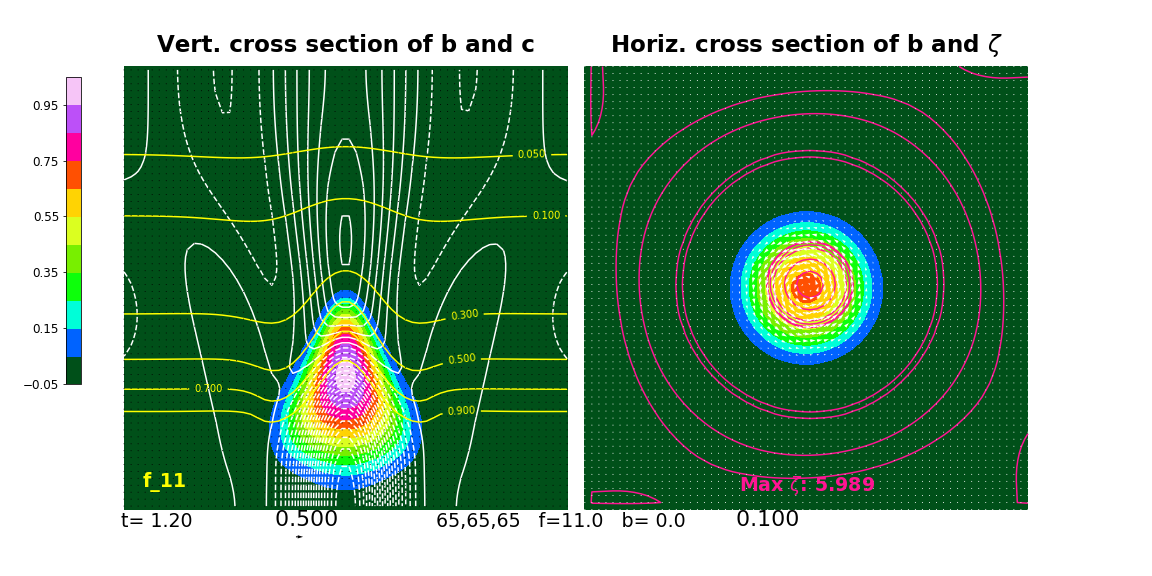 Vert. cross section of b and c
Horiz. cross section of b and ζ
0.95
0.75
0.55
0.35
0.15
−0.05
0.050
0.100
0.300
0.500
0.700
0.900
f_11
Max ζ: 5.989
t= 1.20 0.500 65,65,65 f=11.0 b= 0.0 0.100